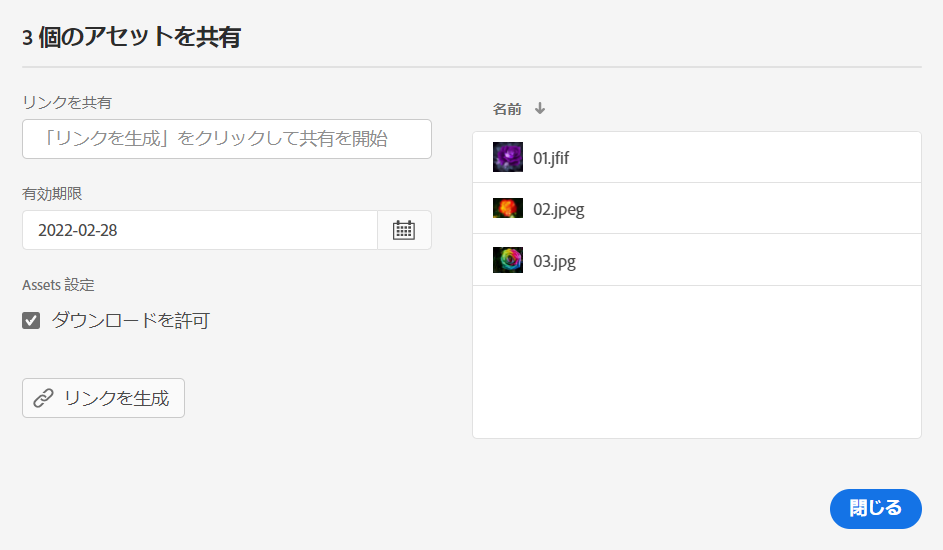 3 個のアセットを共有
リンクを共有
「リンクを生成」をクリックして共有を開始
有効期限
2022-02-28
Assets 設定
ダウンロードを許可
リンクを生成
名前
01.jfif
02.jpeg
03.jpg
閉じる